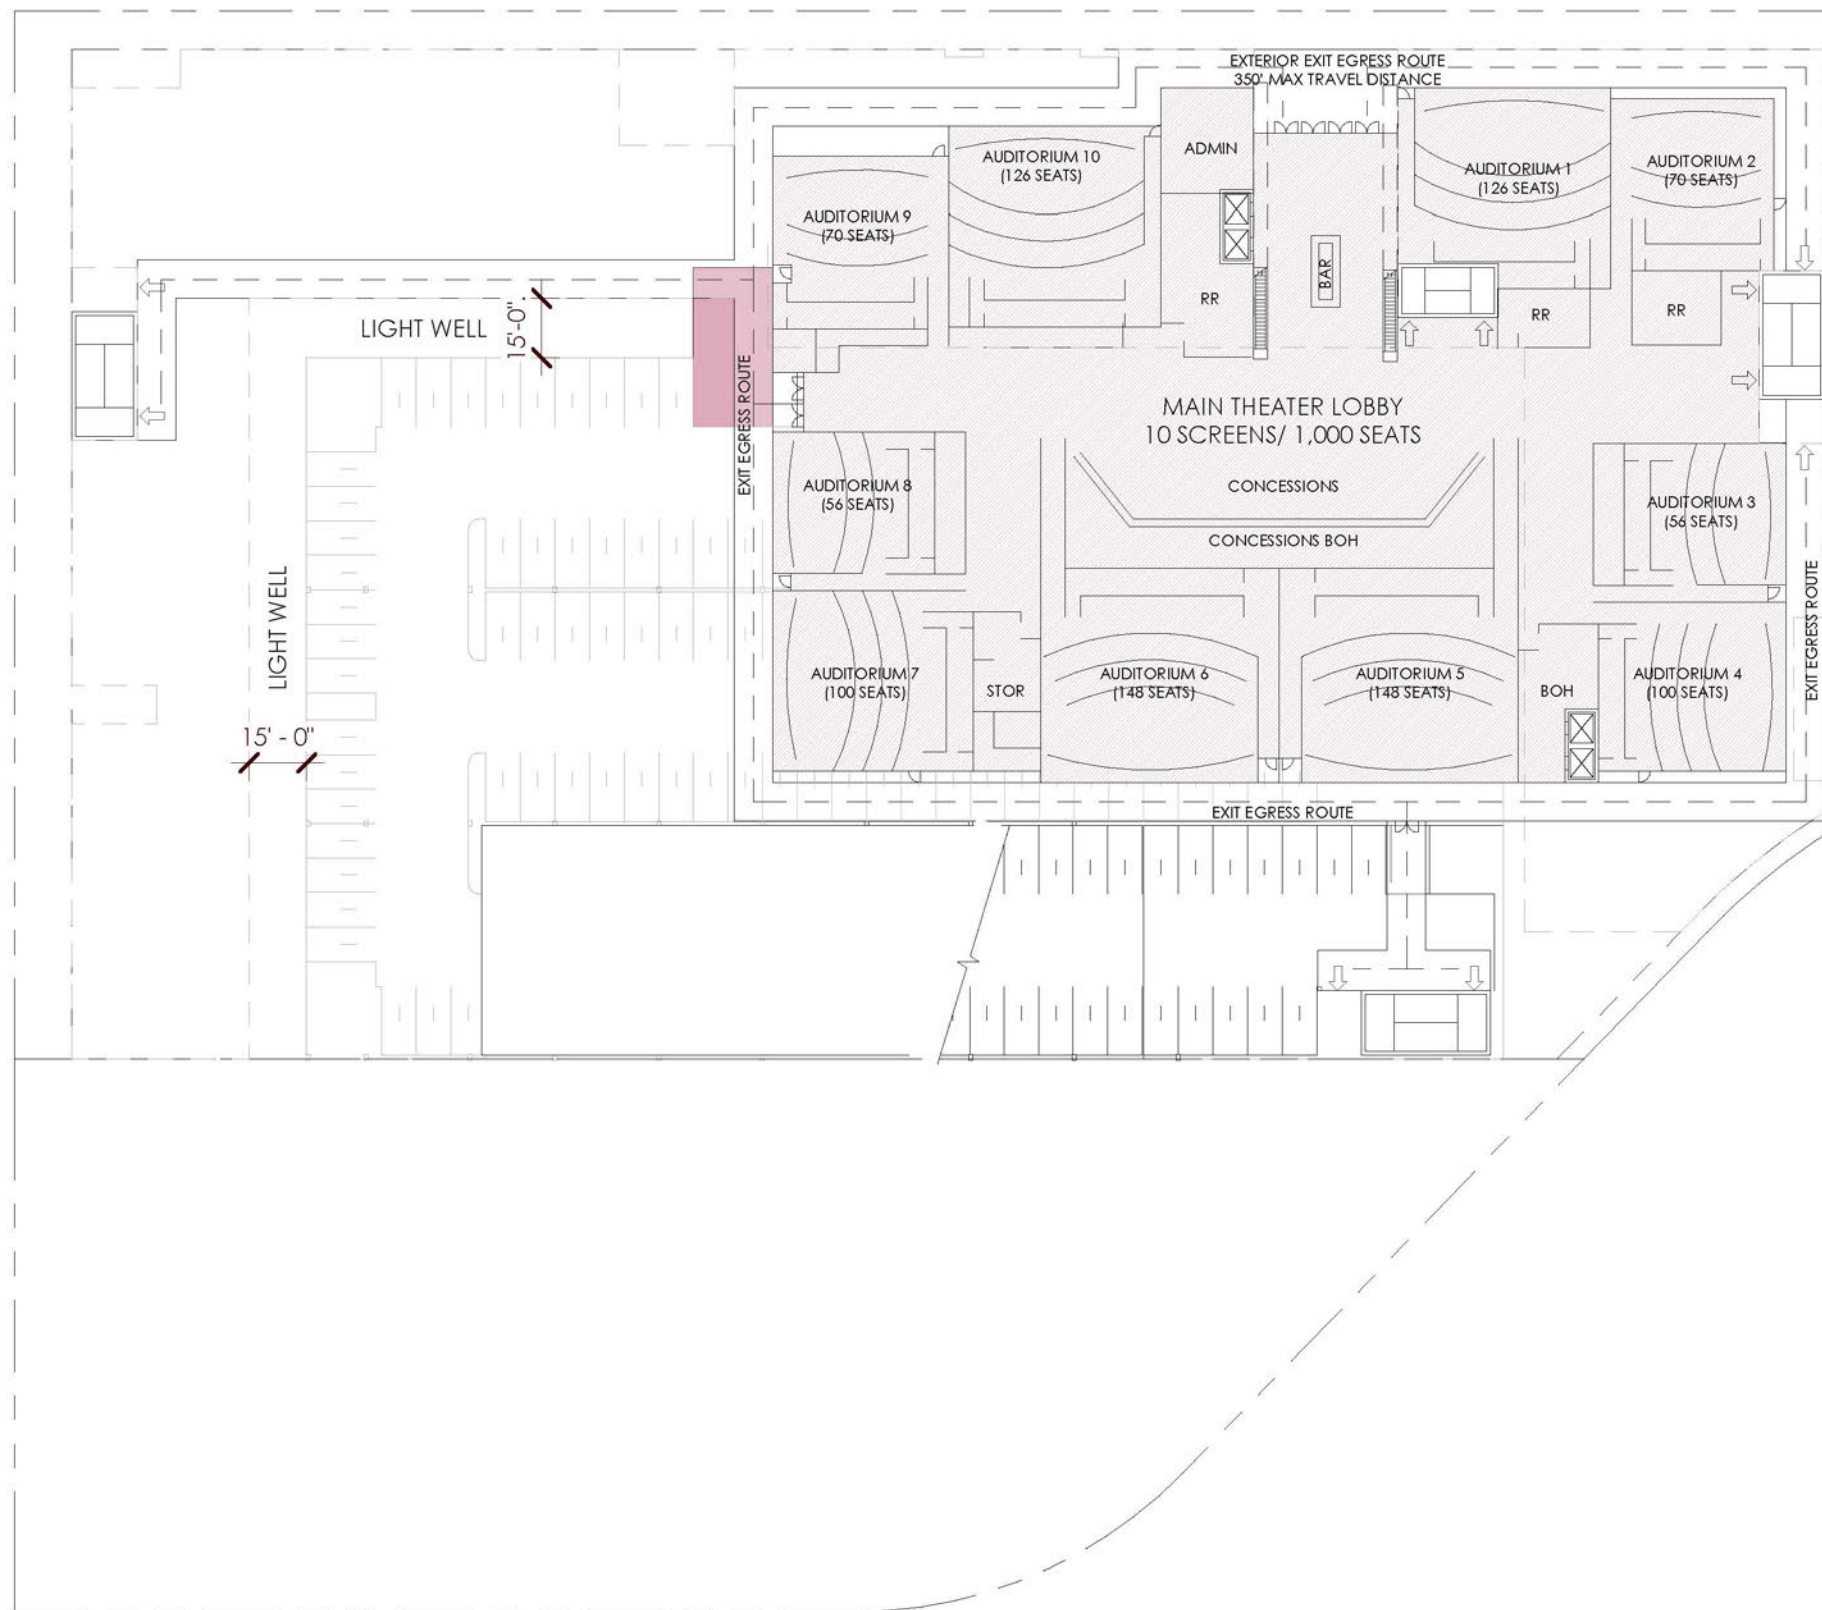 EXTERIOR EXIT EGRESS ROUTE
350' MAX TRAVEL DISTANCE
ADMIN
AUDITORIUM 10
(126 SEATS)
AUDITORIUM 1
(126 SEATS)
AUDITORIUM 2
(70 SEATS)
AUDITORIUM 9
(70 SEATS)
BAR
RR
RR
RR
LIGHT WELL
15'-0"
EXIT EGRESS ROUTE
MAIN THEATER LOBBY
10 SCREENS/ 1,000 SEATS
AUDITORIUM 8
(56 SEATS)
CONCESSIONS
AUDITORIUM 3
(56 SEATS)
CONCESSIONS BOH
LIGHT WELL
EXIT EGRESS ROUTE
AUDITORIUM 7
(100 SEATS)
STOR
AUDITORIUM 6
(148 SEATS)
AUDITORIUM 5
(148 SEATS)
BOH
AUDITORIUM 4
(100 SEATS)
15' - 0"
EXIT EGRESS ROUTE